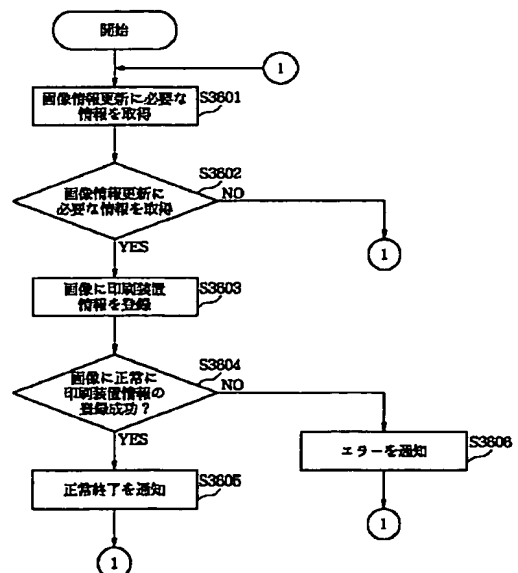 開始
1
画像情報更新に必要な
情報を取得
S3601
画像情報更新に
必要な情報を取得
S3602
NO
1
YES
画像に印刷装置
情報を登録
S3603
画像に正常に
印刷装置情報の
登録成功?
S3604
NO
YES
エラーを通知
S3606
正常終了を通知
S3605
1
1